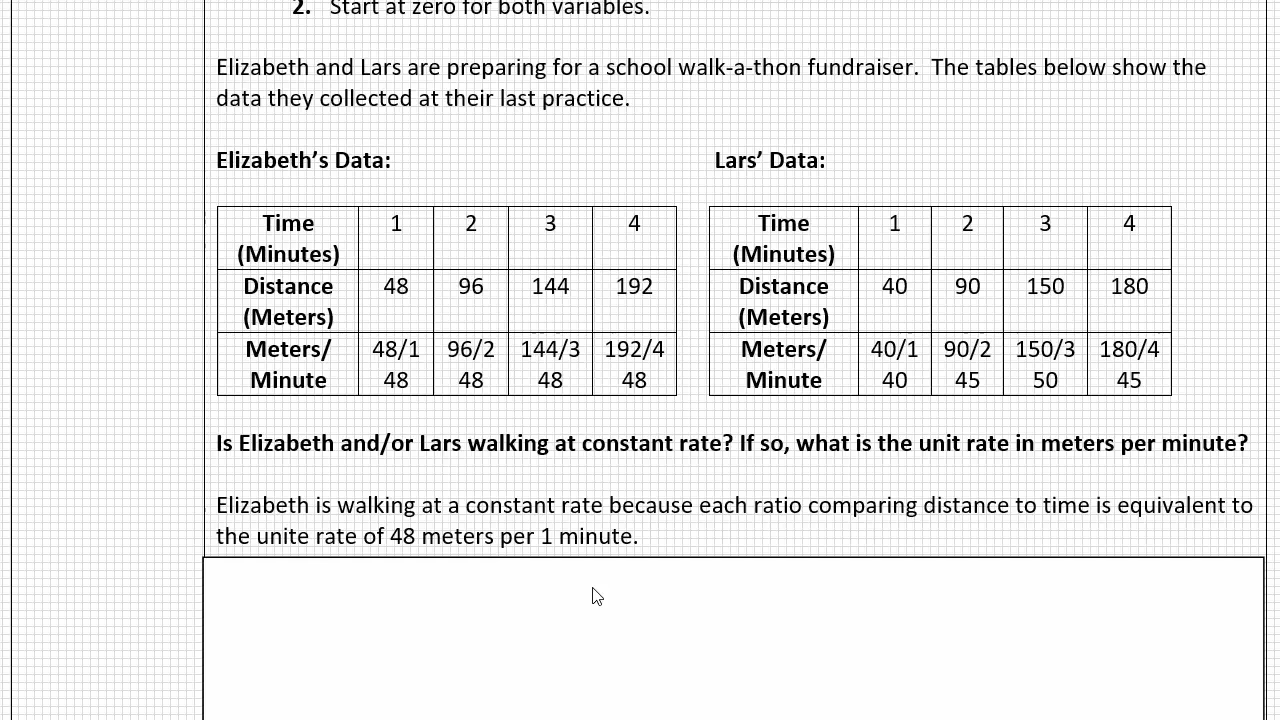 2. Start at zero for both variables.
Elizabeth and Lars are preparing for a school walk-a-thon fundraiser. The tables below show the
data they collected at their last practice.
Elizabeth’s Data:
Time (Minutes) 1 2 3 4
Distance (Meters) 48 96 144 192
Meters/ Minute 48/1 96/2 144/3 192/4
48 48 48 48
Lars’ Data:
Time (Minutes) 1 2 3 4
Distance (Meters) 40 90 150 180
Meters/ Minute 40/1 90/2 150/3 180/4
40 45 50 45
Is Elizabeth and/or Lars walking at constant rate? If so, what is the unit rate in meters per minute?
Elizabeth is walking at a constant rate because each ratio comparing distance to time is equivalent to
the unite rate of 48 meters per 1 minute.